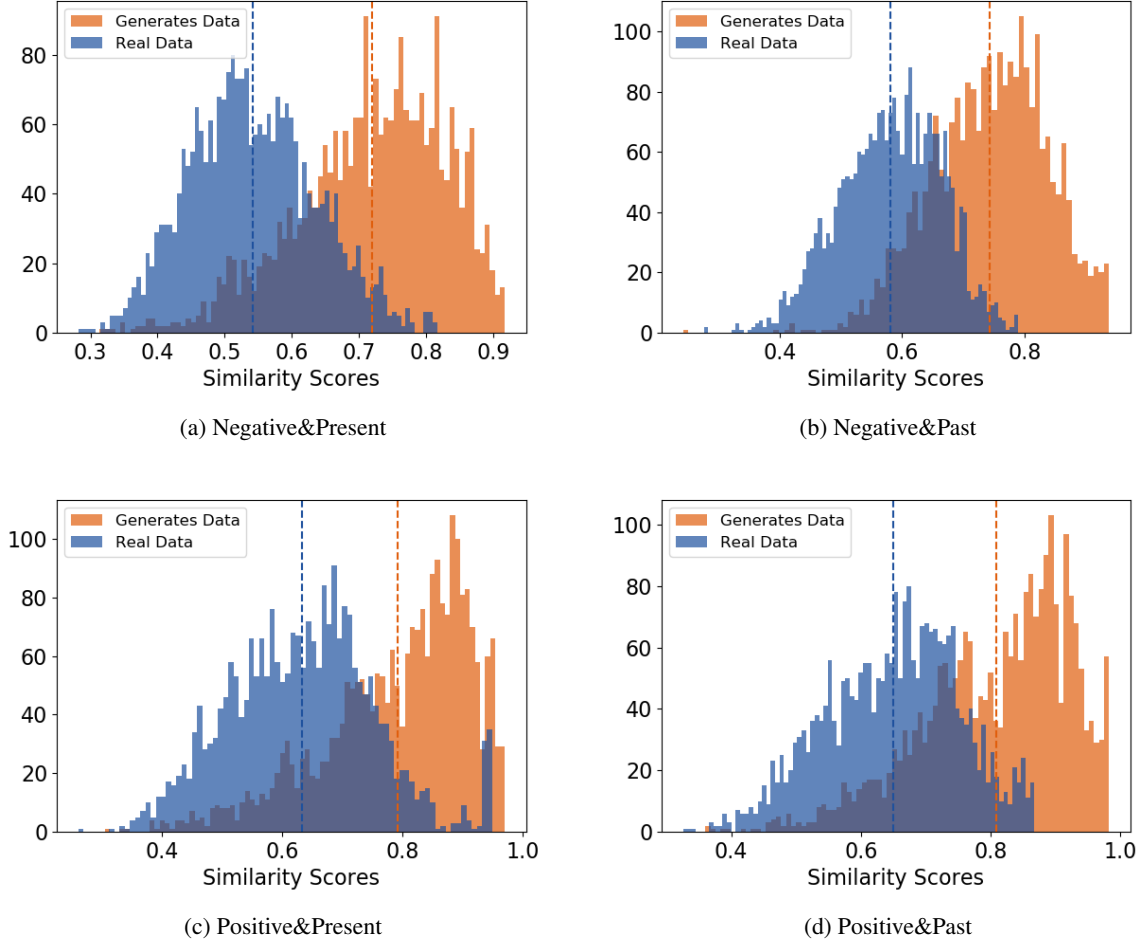 Generates Data
Real Data
80
60
40
20
0
0.3 0.4 0.5 0.6 0.7 0.8 0.9
Similarity Scores
(a) Negative&Present
Generates Data
Real Data
100
80
60
40
20
0
0.4 0.6 0.8
Similarity Scores
(b) Negative&Past
Generates Data
Real Data
100
80
60
40
20
0
0.4 0.6 0.8 1.0
Similarity Scores
(c) Positive&Present
Generates Data
Real Data
100
80
60
40
20
0
0.4 0.6 0.8 1.0
Similarity Scores
(d) Positive&Past